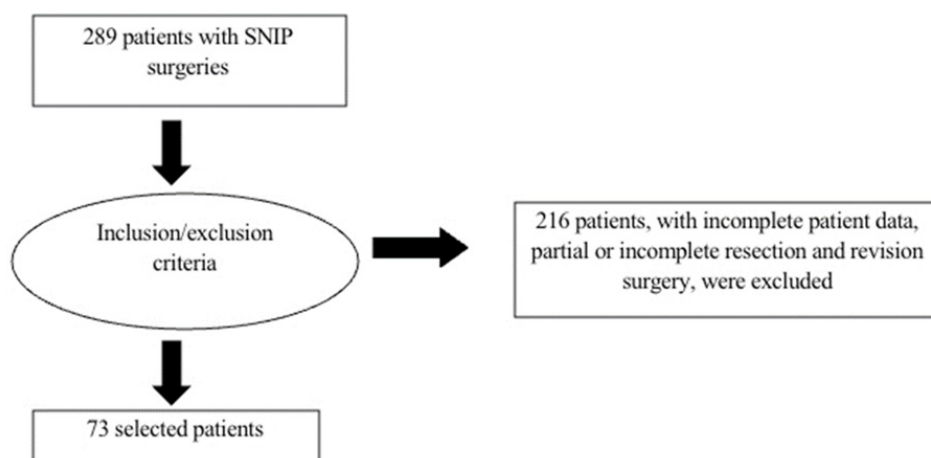 289 patients with SNIP
surgeries
Inclusion/exclusion
criteria
216 patients, with incomplete patient data,
partial or incomplete resection and revision
surgery, were excluded
73 selected patients